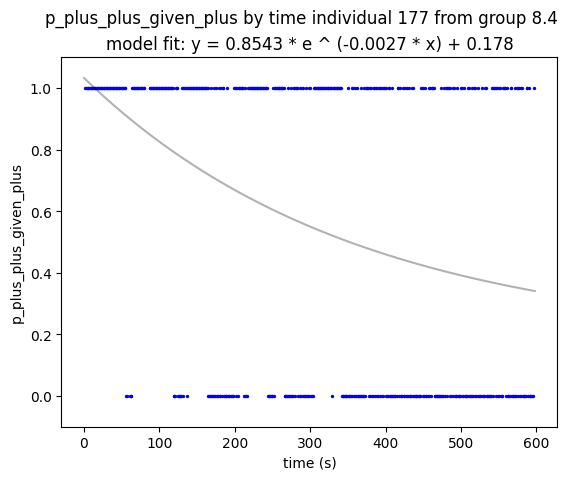 p_plus_plus_given_plus by time individual 177 from group 8.4
model fit: y = 0.8543 * e ^ (-0.0027 * x) + 0.178
p_plus_plus_given_plus
1.0
0.8
0.6
0.4
0.2
0.0
0 100 200 300 400 500 600
time (s)